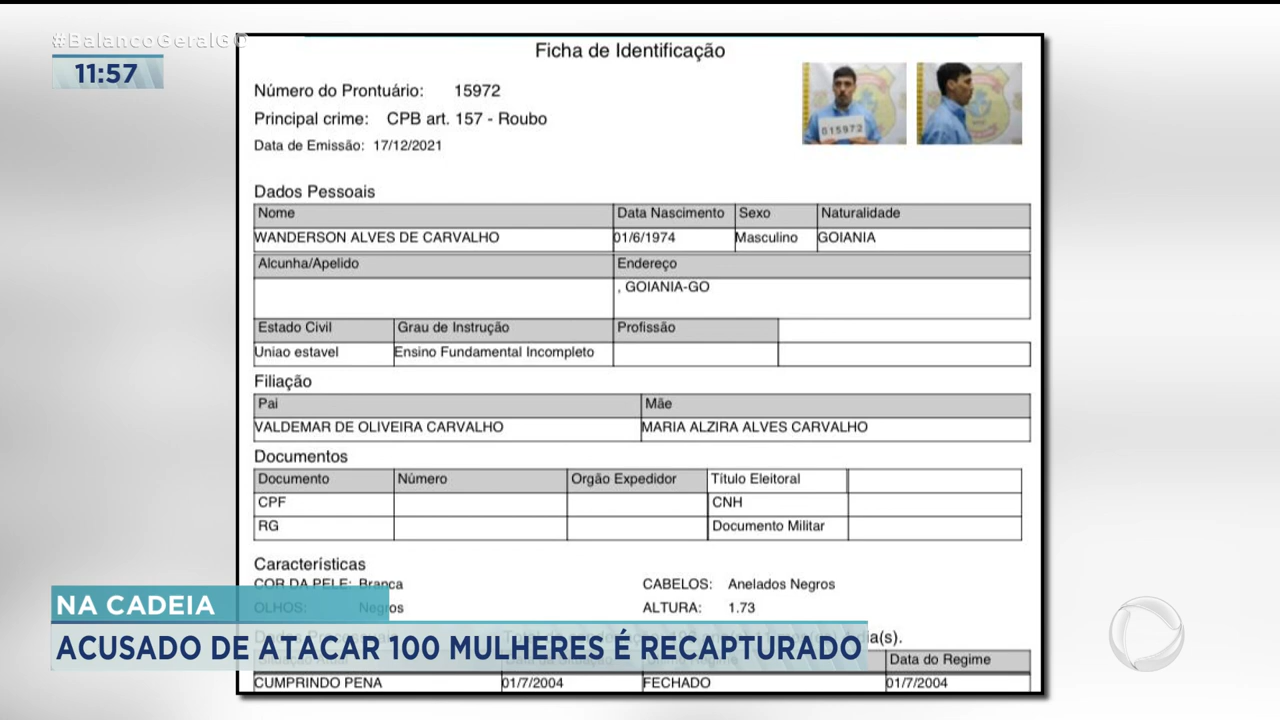 #BalancoGeralGO
11:57
Ficha de Identificação
Número do Prontuário: 15972
Principal crime: CPB art. 157 - Roubo
Data de Emissão: 17/12/2021
015972
Dados Pessoais
Nome Data Nascimento Sexo Naturalidade
WANDERSON ALVES DE CARVALHO 01/6/1974 Masculino GOIANIA
Alcunha/Apelido Endereço
, GOIANIA-GO
Estado Civil Grau de Instrução Profissão
Uniao estavel Ensino Fundamental Incompleto
Filiação
Pai Mãe
VALDEMAR DE OLIVEIRA CARVALHO MARIA ALZIRA ALVES CARVALHO
Documentos
Documento Número Orgão Expedidor Título Eleitoral
CPF CNH
RG Documento Militar
Características
COR DA PELE: Branca CABELOS: Anelados Negros
OLHOS: Negros ALTURA: 1.73
NA CADEIA
ACUSADO DE ATACAR 100 MULHERES É RECAPTURADO
dia(s).
Data do Regime
CUMPRINDO PENA 01/7/2004 FECHADO 01/7/2004